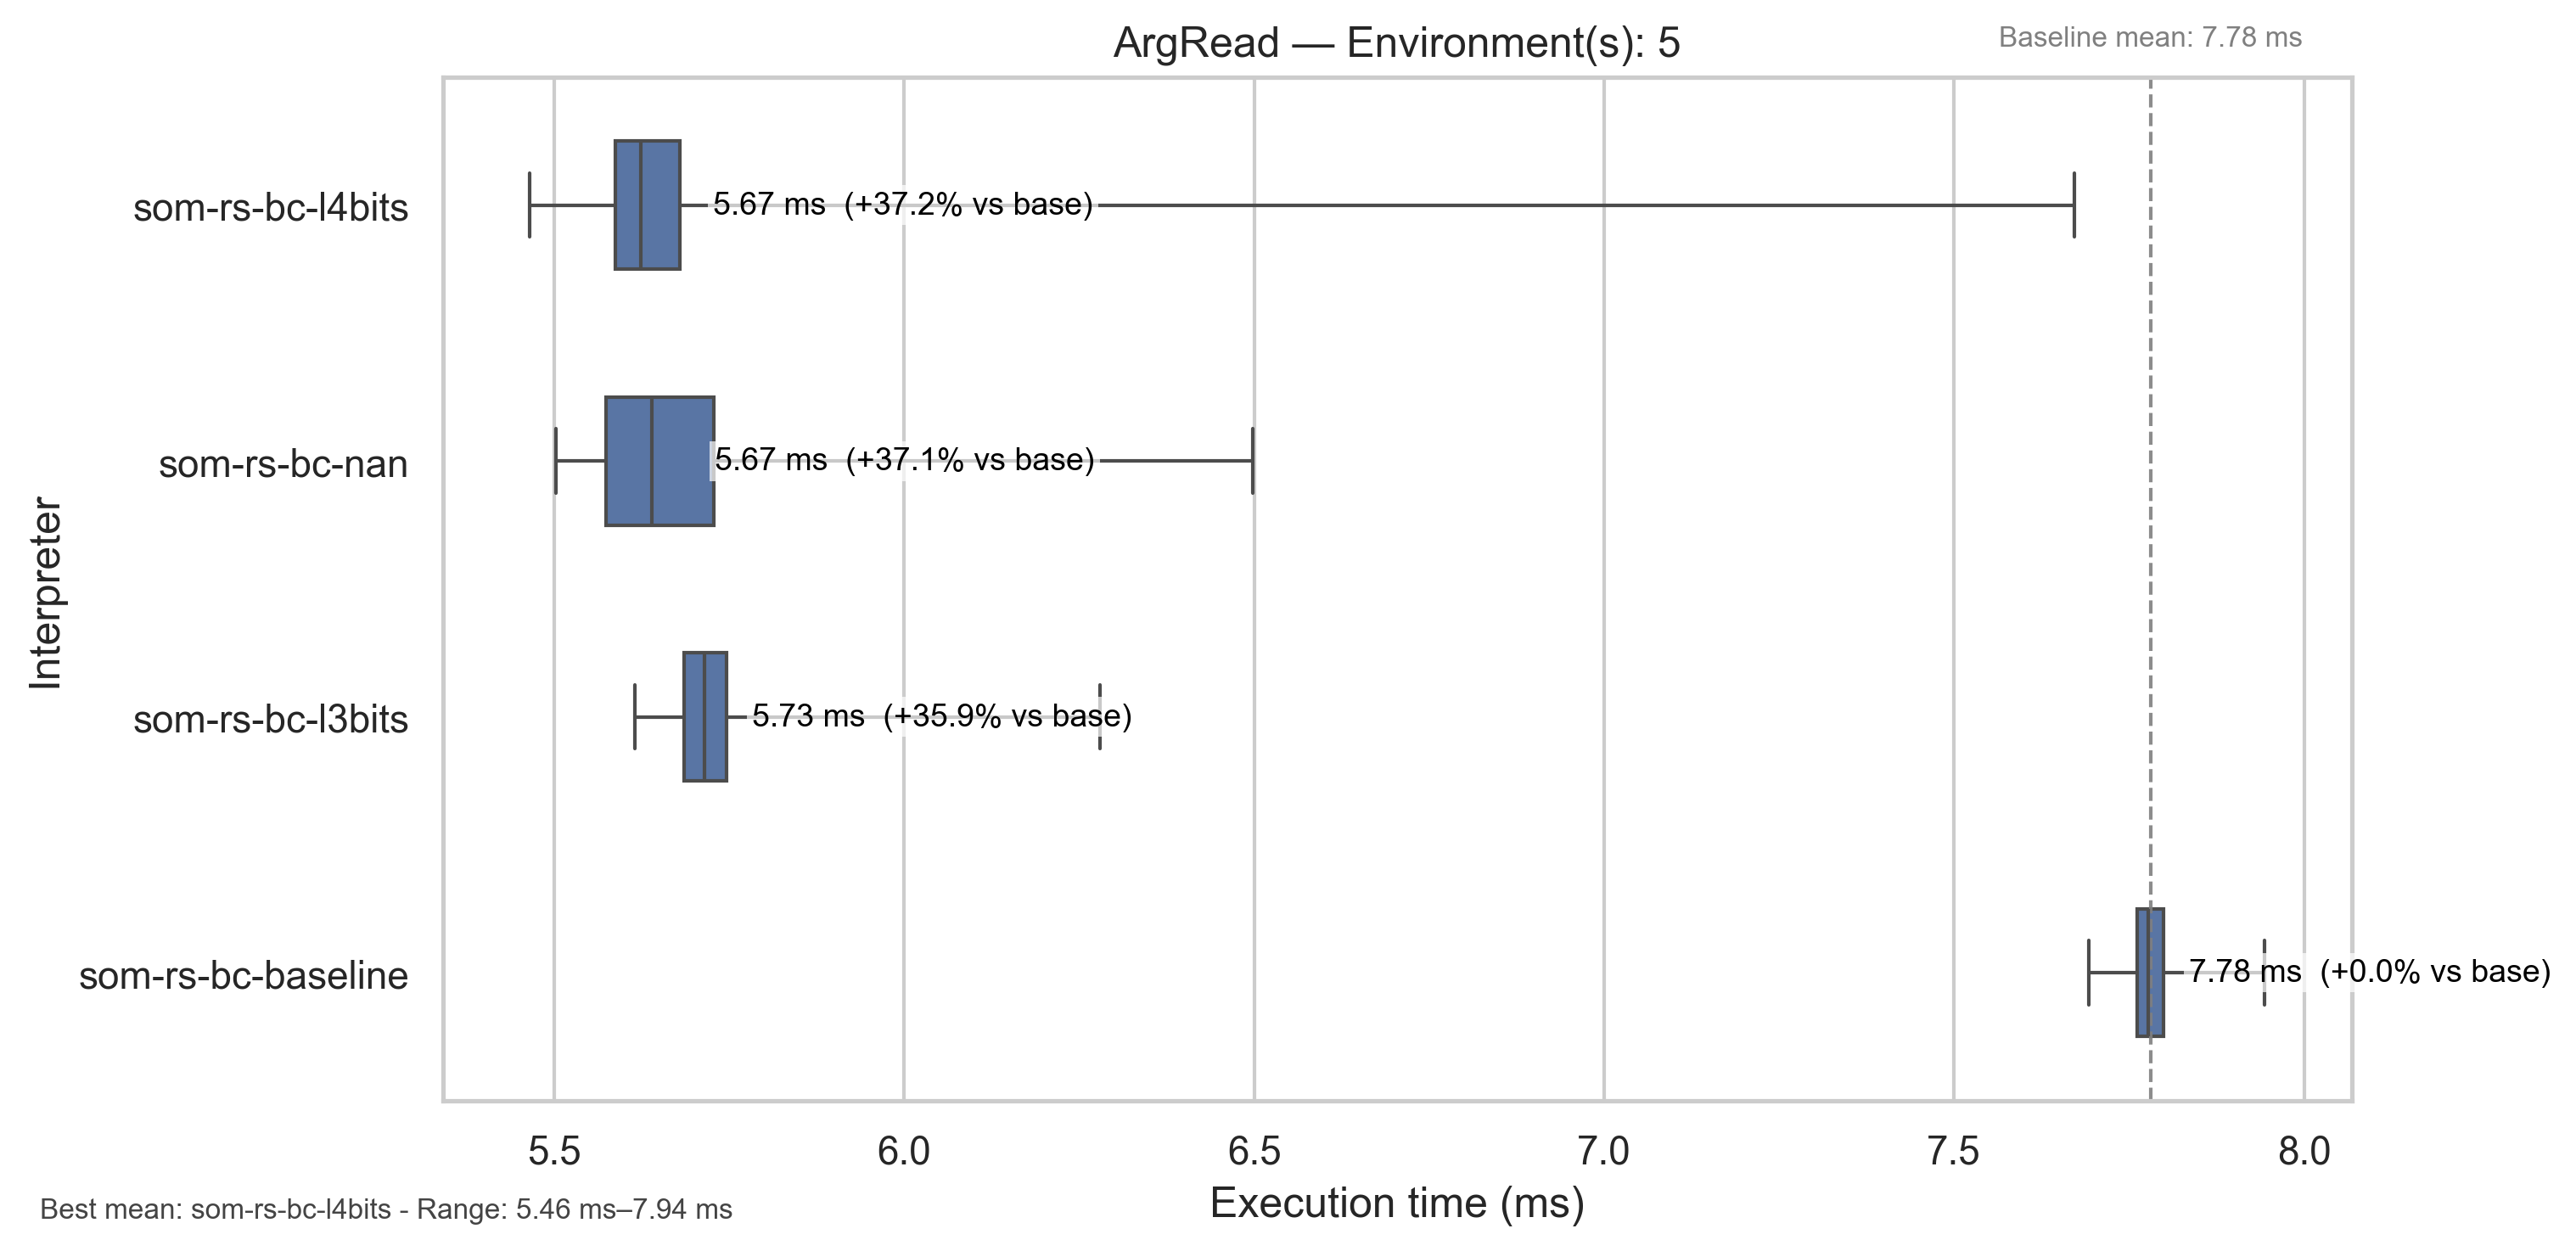 ArgRead — Environment(s): 5
Baseline mean: 7.78 ms
Interpreter
som-rs-bc-l4bits
5.67 ms (+37.2% vs base)
som-rs-bc-nan
5.67 ms (+37.1% vs base)
som-rs-bc-l3bits
5.73 ms (+35.9% vs base)
som-rs-bc-baseline
7.78 ms (+0.0% vs base)
5.5 6.0 6.5 7.0 7.5 8.0
Execution time (ms)
Best mean: som-rs-bc-l4bits - Range: 5.46 ms–7.94 ms